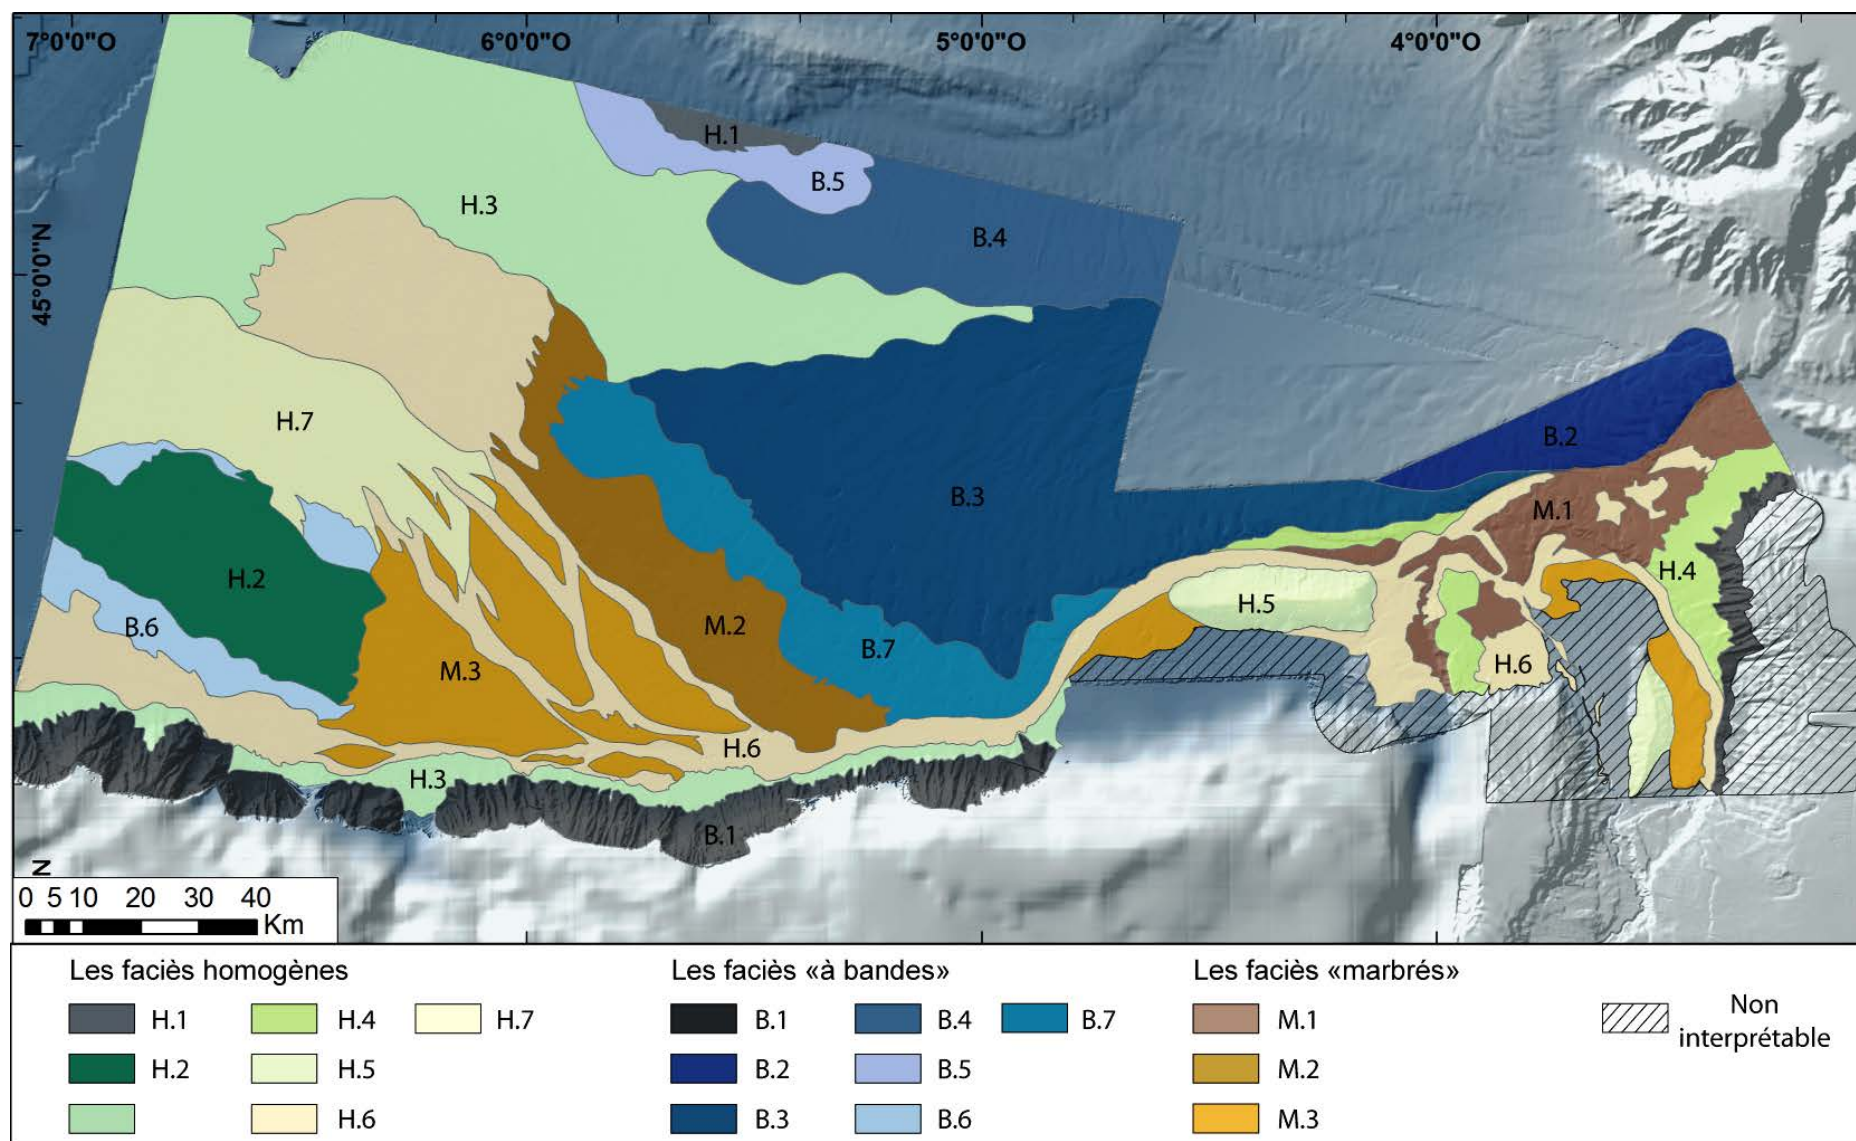 7°0'0"O 6°0'0"O 5°0'0"O 4°0'0"O
45°0'0"N
H.1
B.5
H.3
B.4
H.7
B.2
B.3
M.1
H.2
H.4
H.5
B.6
M.2
B.7
M.3
H.6
H.6
H.3
B.1
N
0 5 10 20 30 40
Km
Les faciès homogènes
H.1
H.2
H.4
H.5
H.6
H.7
Les faciès «à bandes»
B.1
B.2
B.3
B.4
B.5
B.6
B.7
Les faciès «marbrés»
M.1
M.2
M.3
Non
interprétable